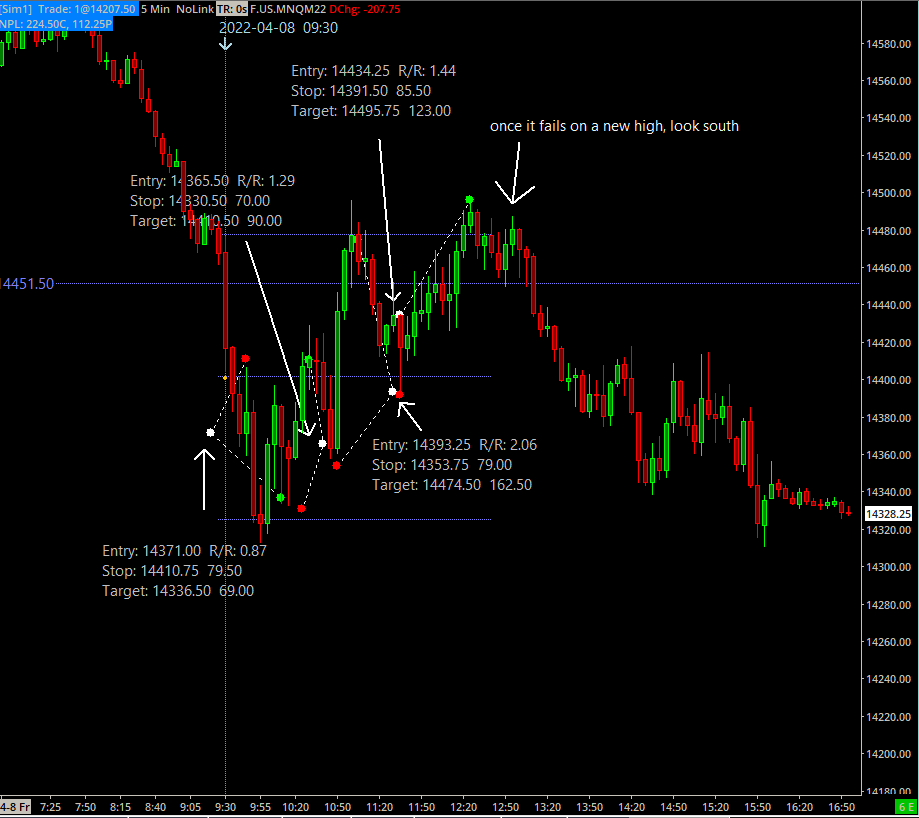 [Sim1] Trade: 1@14207.50 5 Min NoLink TR: 0s F.US.MNQM22 DChg: -207.75
NPL: 224.50C, 112.25P
2022-04-08 09:30
Entry: 14434.25 R/R: 1.44
Stop: 14391.50 85.50
Target: 14495.75 123.00
once it fails on a new high, look south
Entry: 14365.50 R/R: 1.29
Stop: 14330.50 70.00
Target: 14410.50 90.00
14451.50
Entry: 14393.25 R/R: 2.06
Stop: 14353.75 79.00
Target: 14474.50 162.50
Entry: 14371.00 R/R: 0.87
Stop: 14410.75 79.50
Target: 14336.50 69.00
14580.00
14560.00
14540.00
14520.00
14500.00
14480.00
14460.00
14440.00
14420.00
14400.00
14380.00
14360.00
14340.00
14328.25
14320.00
14300.00
14280.00
14260.00
14240.00
14220.00
14200.00
14180.00
4-8 Fr 7:25 7:50 8:15 8:40 9:05 9:30 9:55 10:20 10:50 11:20 11:50 12:20 12:50 13:20 13:50 14:20 14:50 15:20 15:50 16:20 16:50 6 E